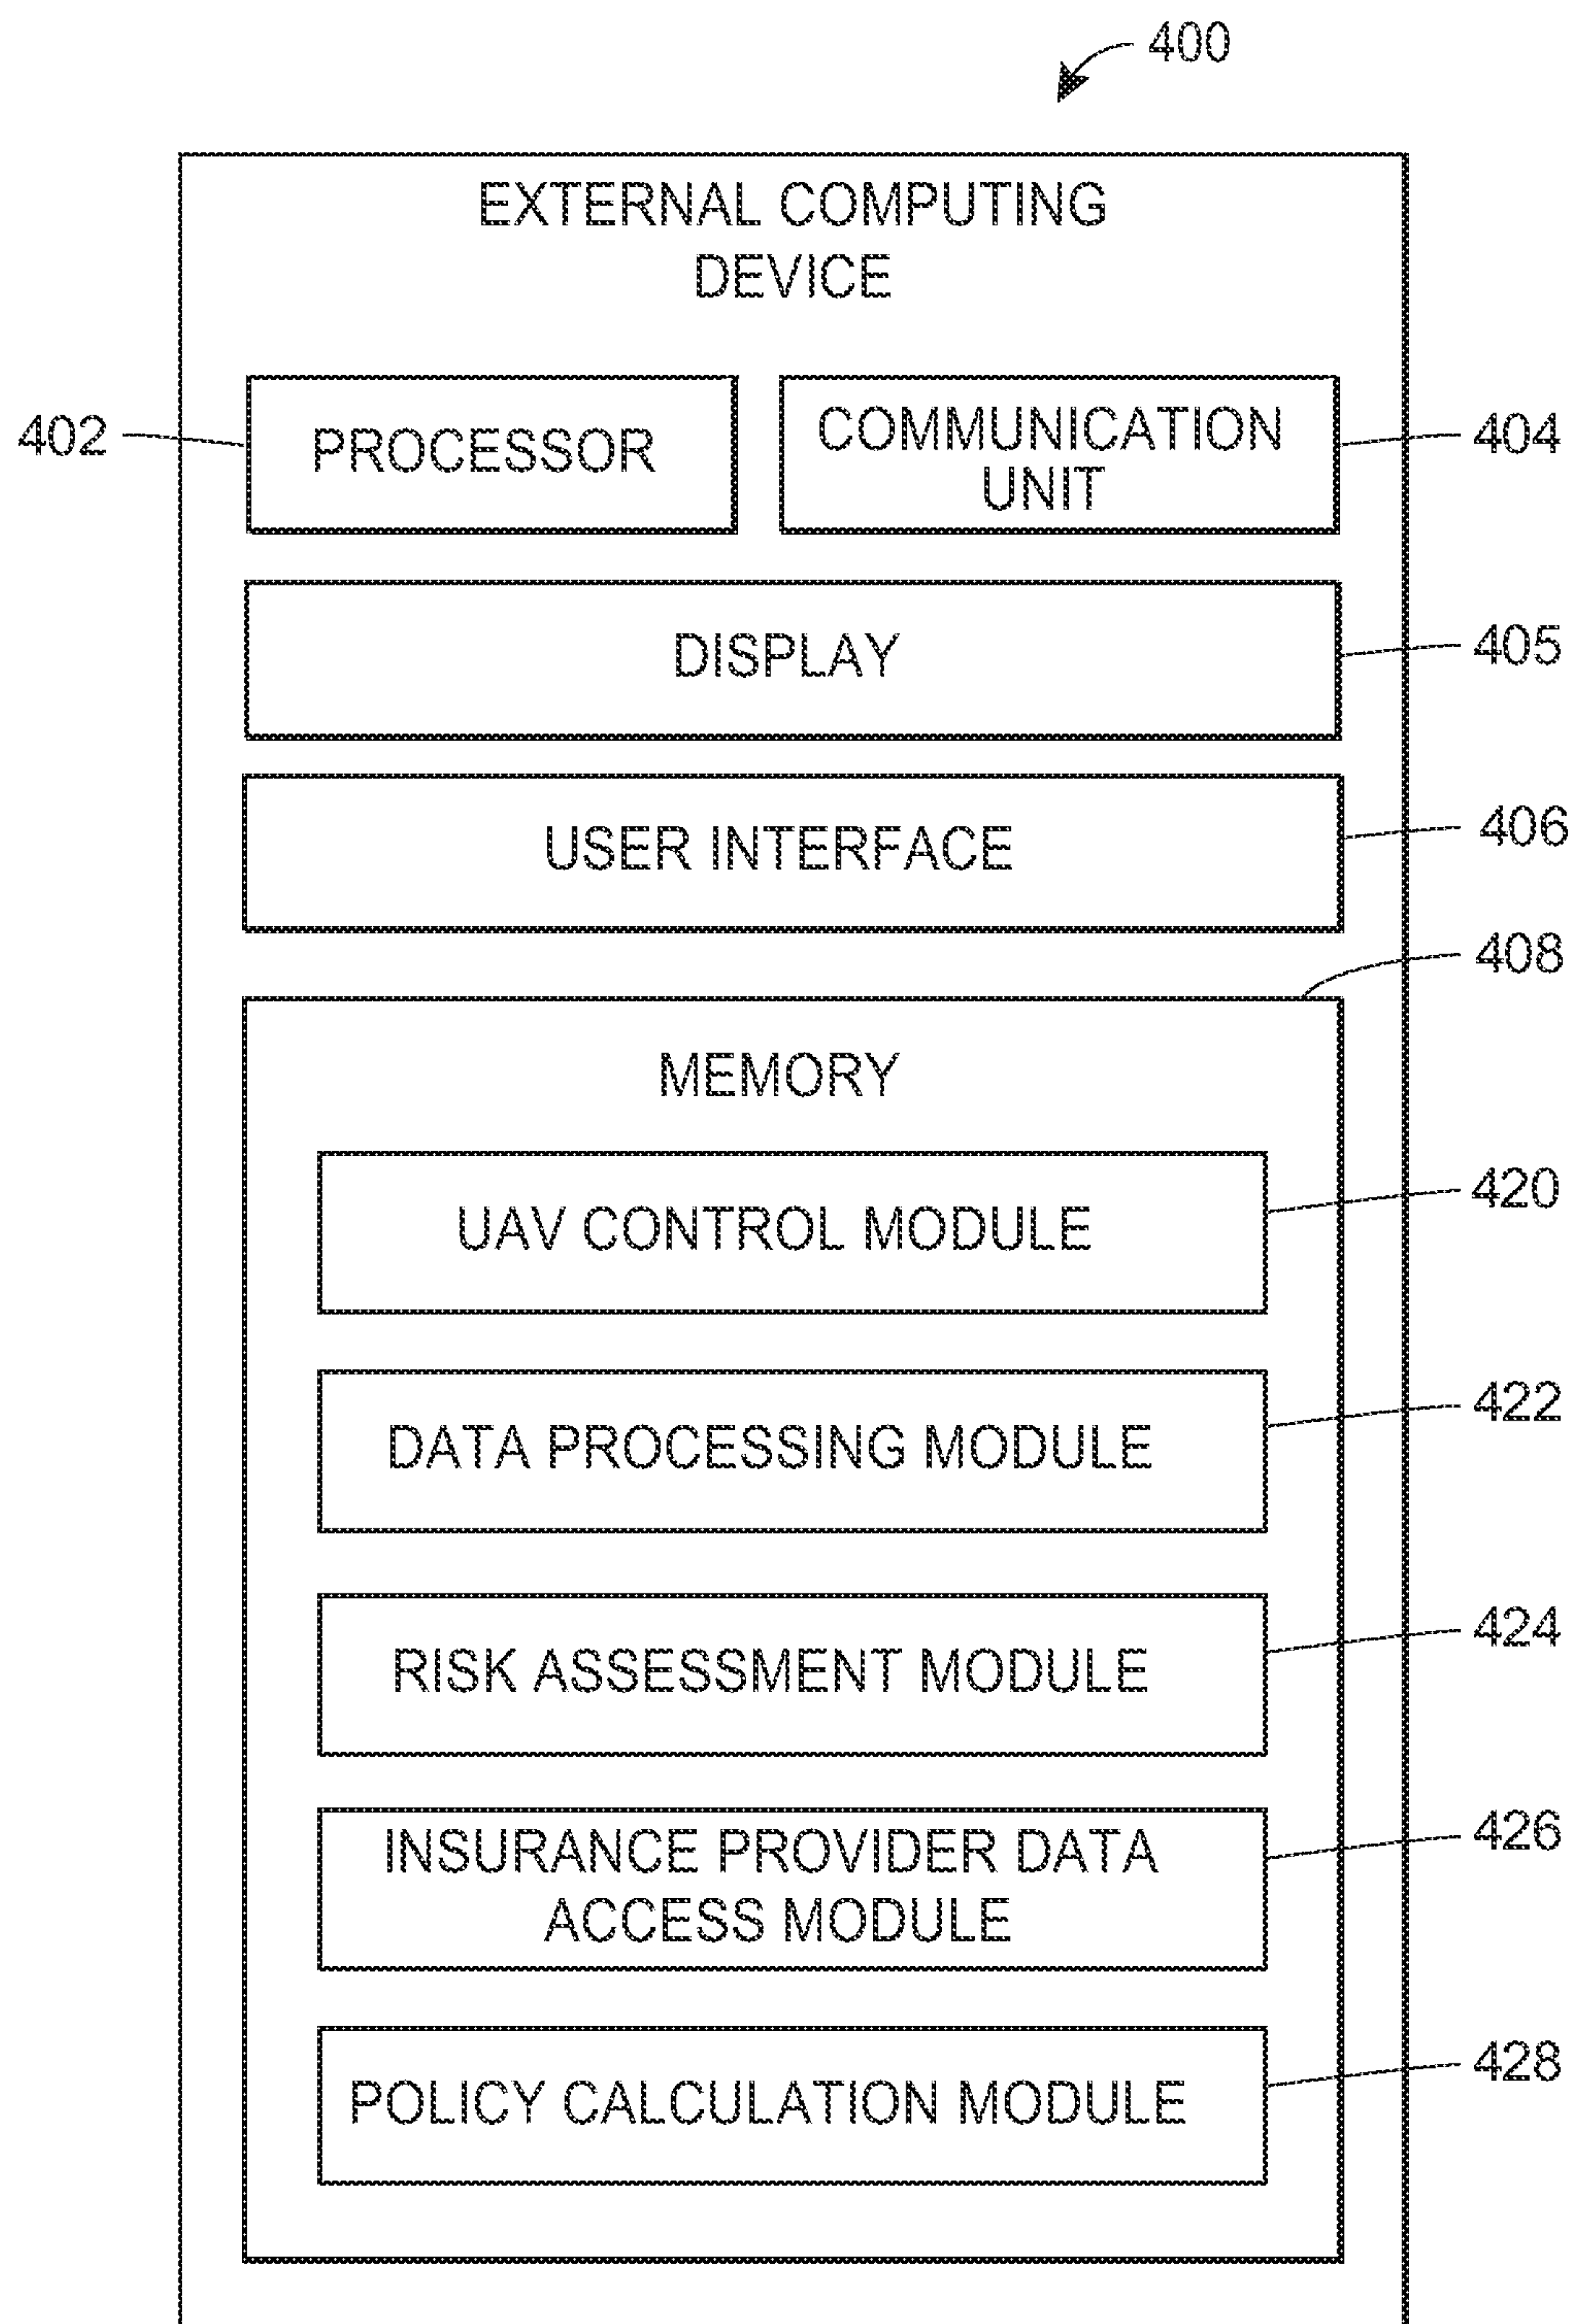 400
EXTERNAL COMPUTING
DEVICE
402
PROCESSOR
COMMUNICATION
UNIT
404
DISPLAY
405
USER INTERFACE
406
408
MEMORY
UAV CONTROL MODULE
420
DATA PROCESSING MODULE
422
RISK ASSESSMENT MODULE
424
INSURANCE PROVIDER DATA
ACCESS MODULE
426
POLICY CALCULATION MODULE
428